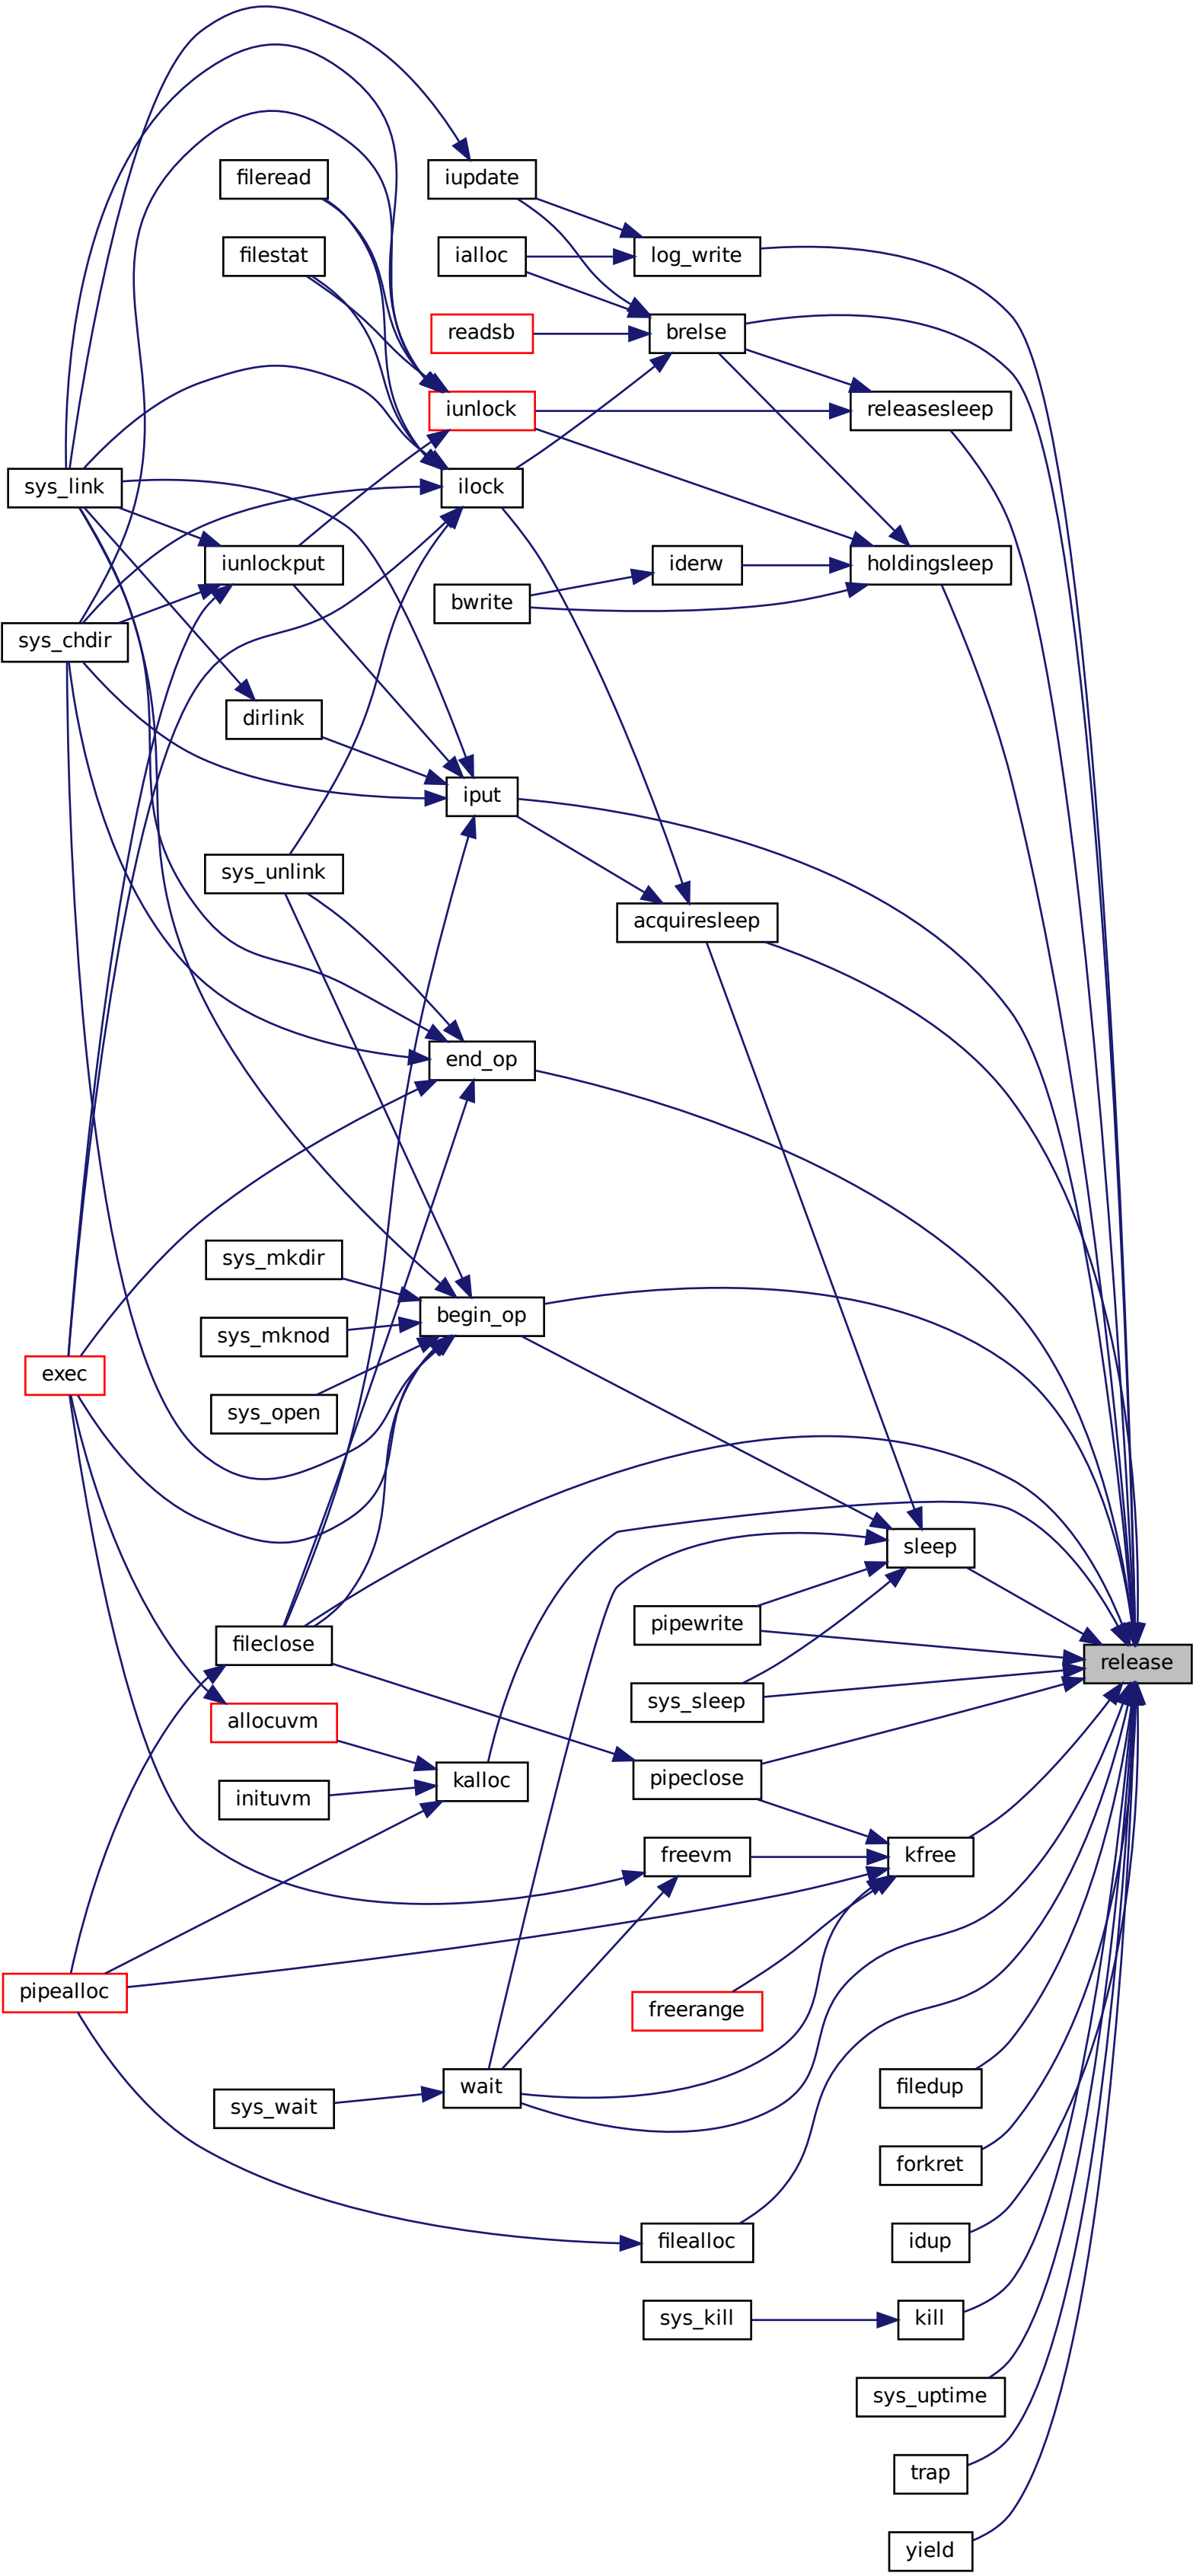 fileread
iupdate
filestat
ialloc
log_write
readsb
brelse
iunlock
releasesleep
sys_link
ilock
iunlockput
iderw
holdingsleep
bwrite
sys_chdir
dirlink
iput
sys_unlink
acquiresleep
end_op
sys_mkdir
begin_op
sys_mknod
exec
sys_open
sleep
fileclose
pipewrite
release
sys_sleep
allocuvm
kalloc
pipeclose
inituvm
freevm
kfree
pipealloc
freerange
wait
filedup
sys_wait
forkret
filealloc
idup
sys_kill
kill
sys_uptime
trap
yield